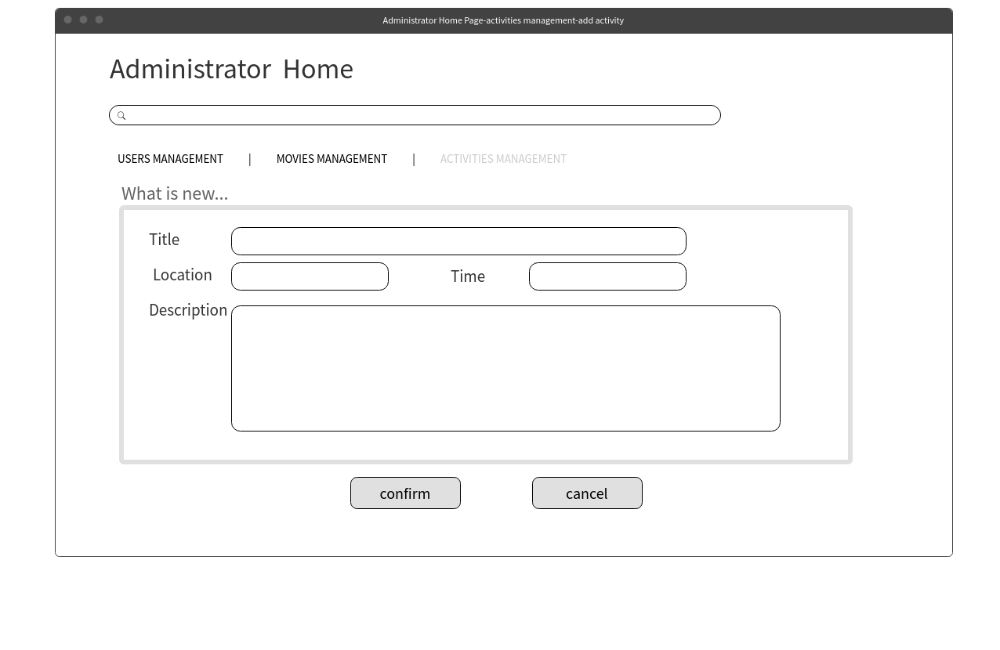 Administrator Home Page-activities management-add activity
Administrator Home
USERS MANAGEMENT | MOVIES MANAGEMENT | ACTIVITIES MANAGEMENT
What is new...
Title
Location Time
Description
confirm cancel